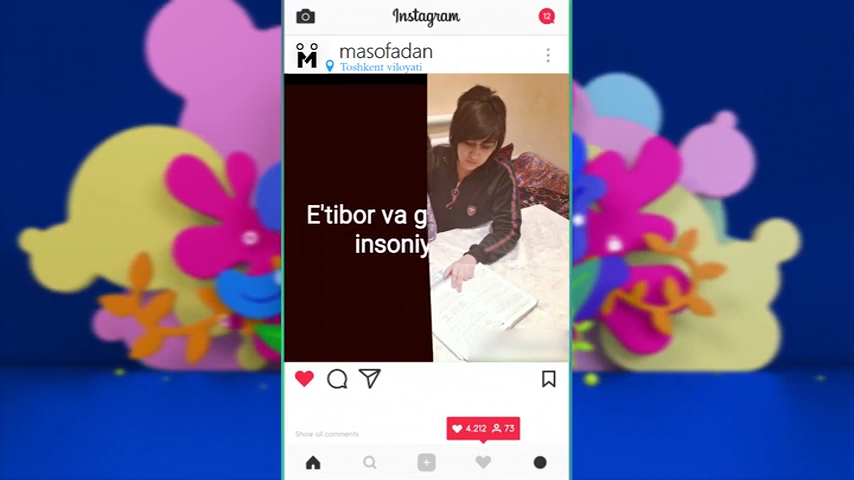 Instagram
12
masofadan
Toshkent viloyati
E'tibor va g
insoniy
Show all comments
4.212 73